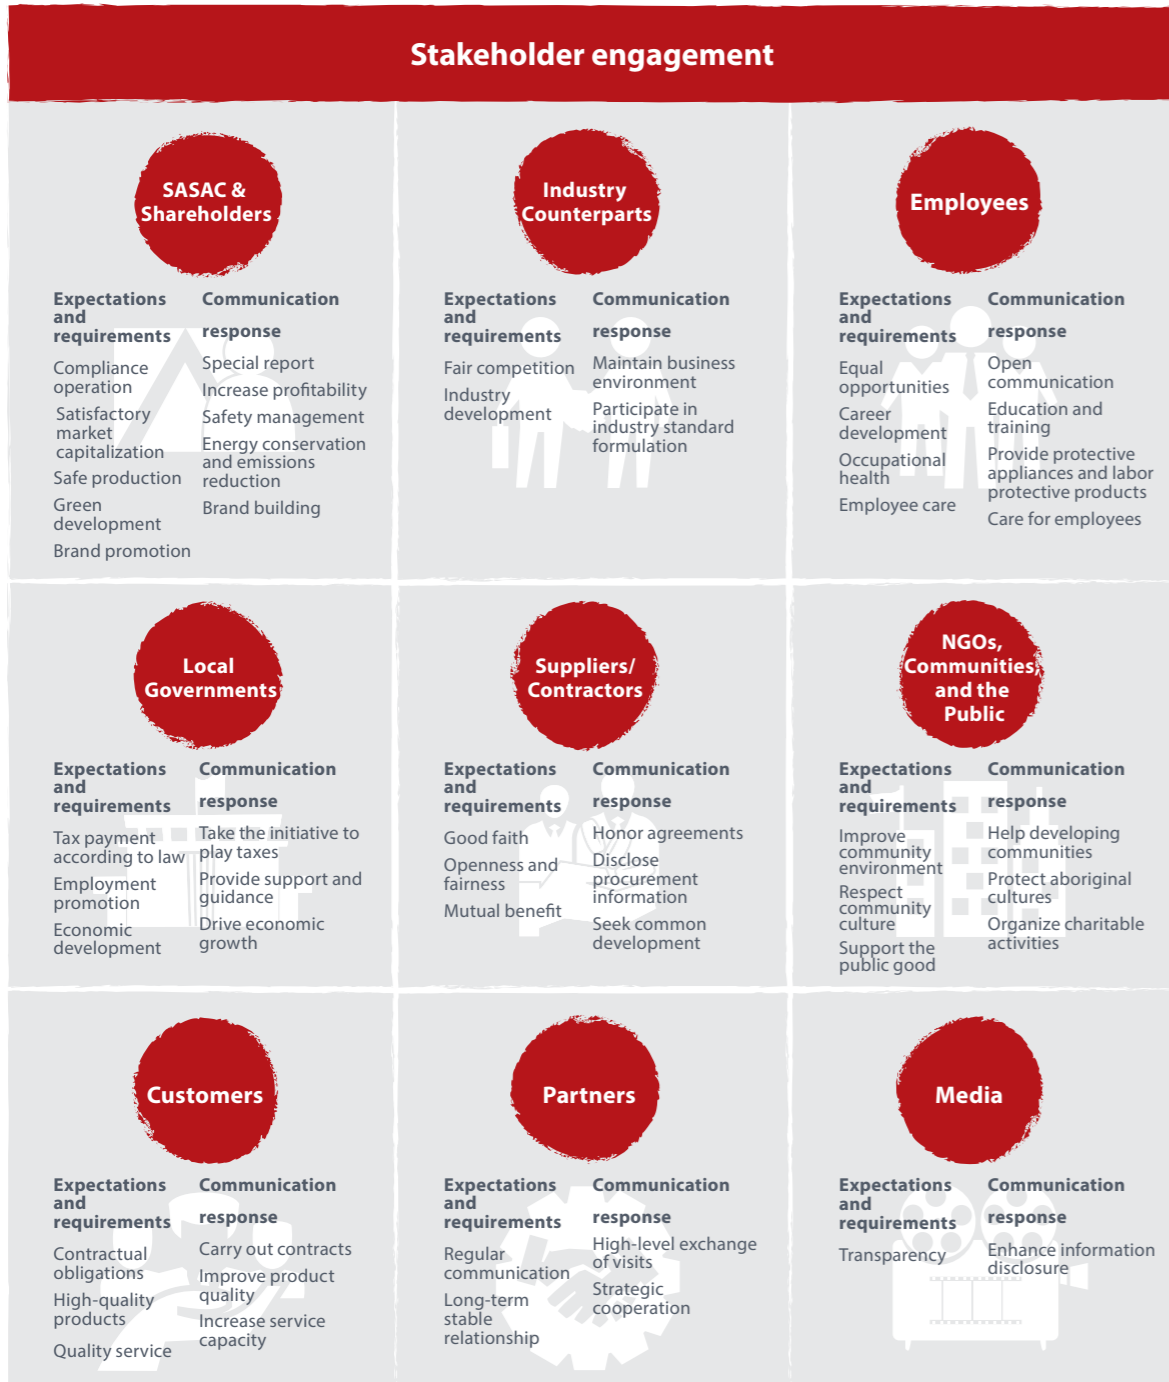 Stakeholder engagement
SASAC &
Shareholders
Expectations
and
requirements
Compliance
operation
Satisfactory
market
capitalization
Safe production
Green
development
Brand promotion
Communication
response
Special report
Increase profitability
Safety management
Energy conservation
and emissions
reduction
Brand building
Industry
Counterparts
Expectations
and
requirements
Fair competition
Industry
development
Communication
response
Maintain business
environment
Participate in
industry standard
formulation
Employees
Expectations
and
requirements
Equal
opportunities
Career
development
Occupational
health
Employee care
Communication
response
Open
communication
Education and
training
Provide protective
appliances and labor
protective products
Care for employees
Local
Governments
Expectations
and
requirements
Tax payment
according to law
Employment
promotion
Economic
development
Communication
response
Take the initiative to
play taxes
Provide support and
guidance
Drive economic
growth
Suppliers/
Contractors
Expectations
and
requirements
Good faith
Openness and
fairness
Mutual benefit
Communication
response
Honor agreements
Disclose
procurement
information
Seek common
development
NGOs,
Communities,
and the
Public
Expectations
and
requirements
Improve
community
environment
Respect
community
culture
Support the
public good
Communication
response
Help developing
communities
Protect aboriginal
cultures
Organize charitable
activities
Customers
Expectations
and
requirements
Contractual
obligations
High-quality
products
Quality service
Communication
response
Carry out contracts
Improve product
quality
Increase service
capacity
Partners
Expectations
and
requirements
Regular
communication
Long-term
stable
relationship
Communication
response
High-level exchange
of visits
Strategic
cooperation
Media
Expectations
and
requirements
Transparency
Communication
response
Enhance information
disclosure